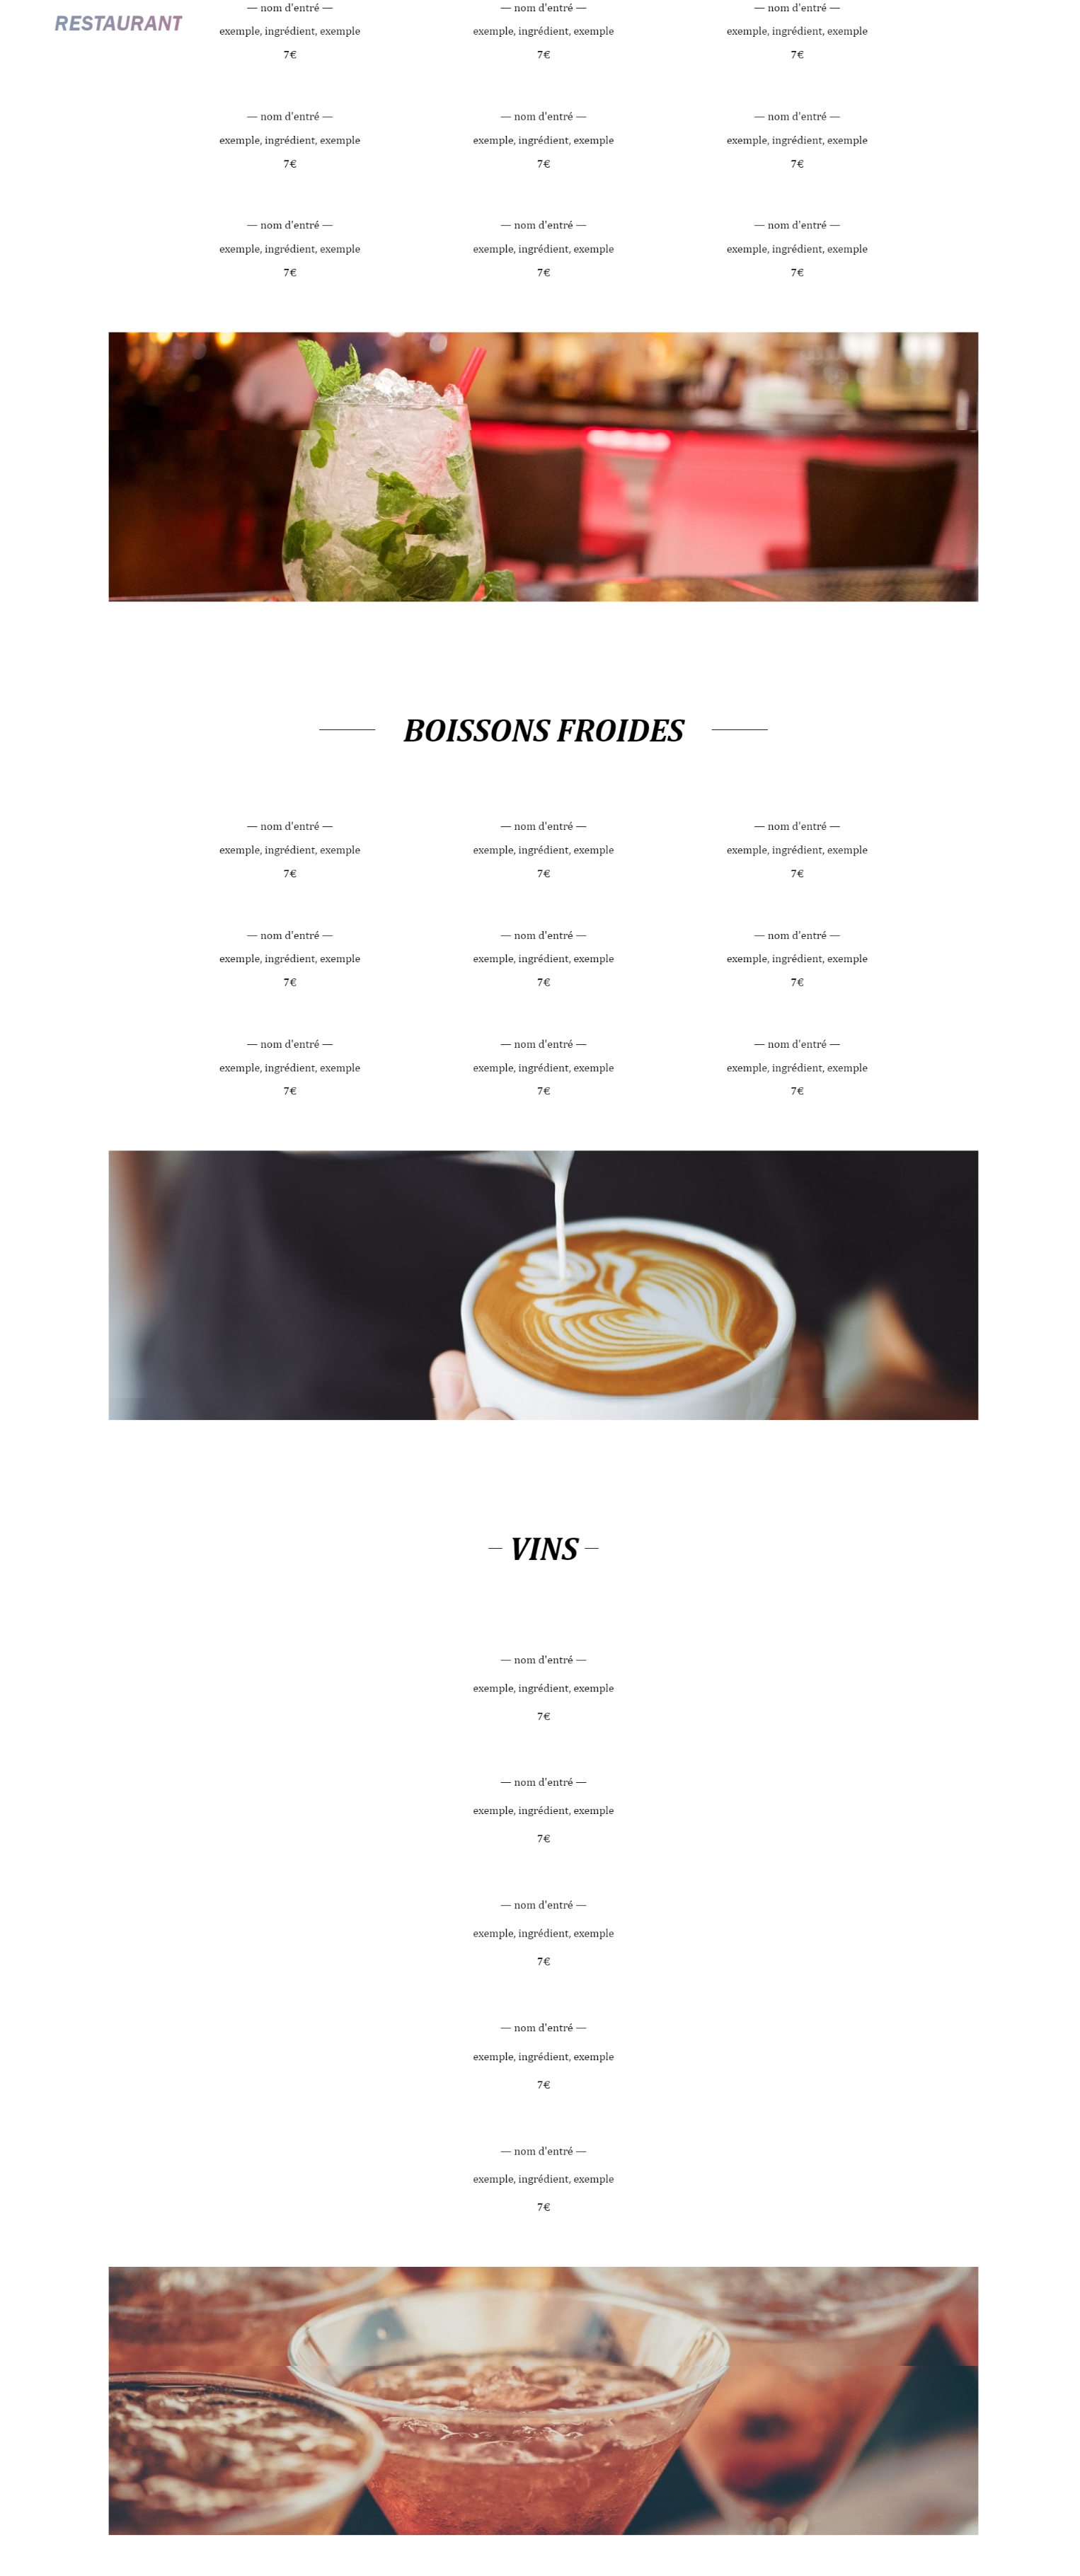 RESTAURANT
— nom d'entré — — nom d'entré — — nom d'entré —
exemple, ingrédient, exemple exemple, ingrédient, exemple exemple, ingrédient, exemple
7€ 7€ 7€
— nom d'entré — — nom d'entré — — nom d'entré —
exemple, ingrédient, exemple exemple, ingrédient, exemple exemple, ingrédient, exemple
7€ 7€ 7€
— nom d'entré — — nom d'entré — — nom d'entré —
exemple, ingrédient, exemple exemple, ingrédient, exemple exemple, ingrédient, exemple
7€ 7€ 7€
BOISSONS FROIDES
— nom d'entré — — nom d'entré — — nom d'entré —
exemple, ingrédient, exemple exemple, ingrédient, exemple exemple, ingrédient, exemple
7€ 7€ 7€
— nom d'entré — — nom d'entré — — nom d'entré —
exemple, ingrédient, exemple exemple, ingrédient, exemple exemple, ingrédient, exemple
7€ 7€ 7€
— nom d'entré — — nom d'entré — — nom d'entré —
exemple, ingrédient, exemple exemple, ingrédient, exemple exemple, ingrédient, exemple
7€ 7€ 7€
— VINS —
— nom d'entré —
exemple, ingrédient, exemple
7€
— nom d'entré —
exemple, ingrédient, exemple
7€
— nom d'entré —
exemple, ingrédient, exemple
7€
— nom d'entré —
exemple, ingrédient, exemple
7€
— nom d'entré —
exemple, ingrédient, exemple
7€